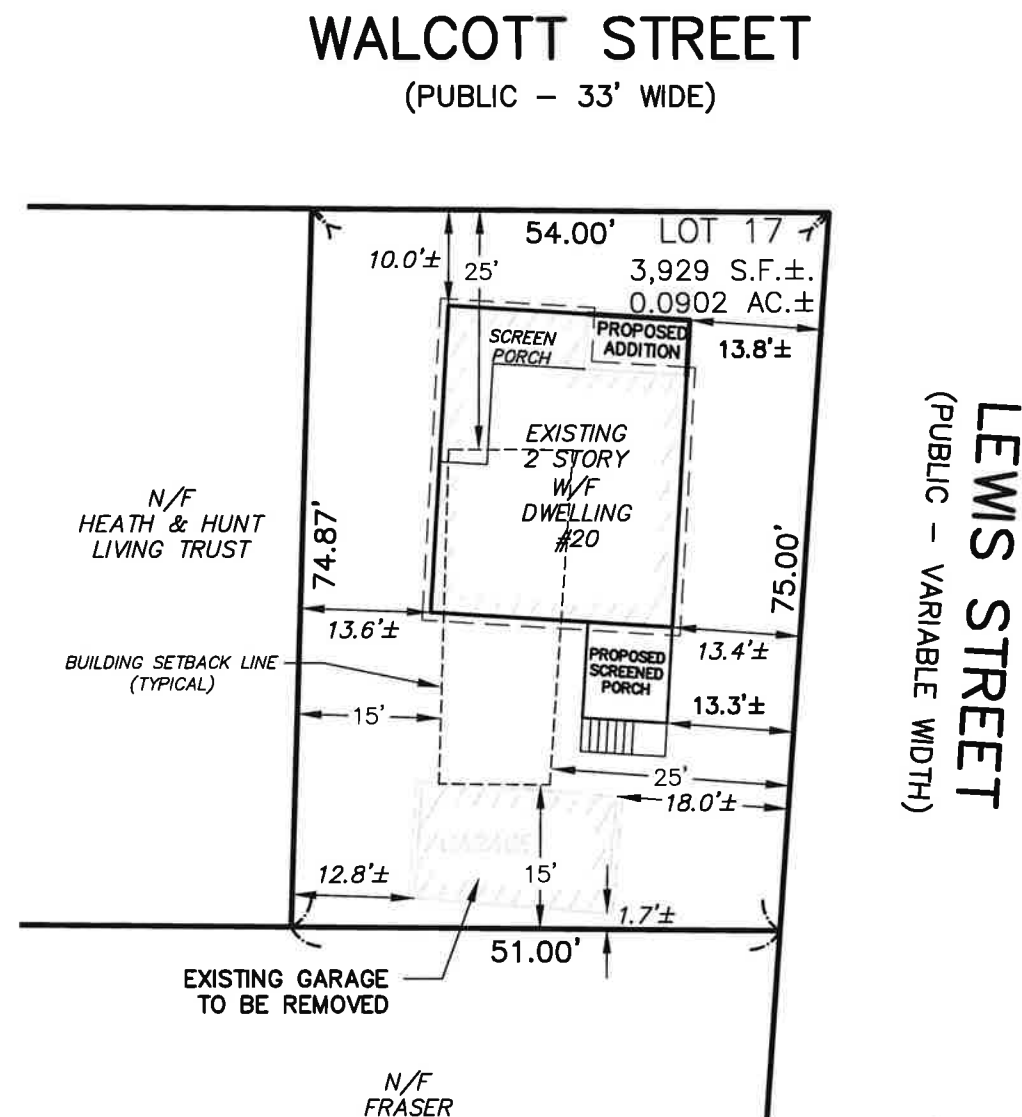 WALCOTT STREET
(PUBLIC – 33' WIDE)
54.00'
LOT 17
3,929 S.F.±.
0.0902 AC.±
10.0'±
25'
SCREEN
PORCH
PROPOSED
ADDITION
13.8'±
EXISTING
2 STORY
W/F
DWELLING
#20
LEWIS STREET
(PUBLIC – VARIABLE WIDTH)
N/F
HEATH & HUNT
LIVING TRUST
74.87'
75.00'
13.6'±
13.4'±
BUILDING SETBACK LINE
(TYPICAL)
PROPOSED
SCREENED
PORCH
13.3'±
15'
25'
18.0'±
GARAGE
15'
12.8'±
1.7'±
51.00'
EXISTING GARAGE
TO BE REMOVED
N/F
FRASER